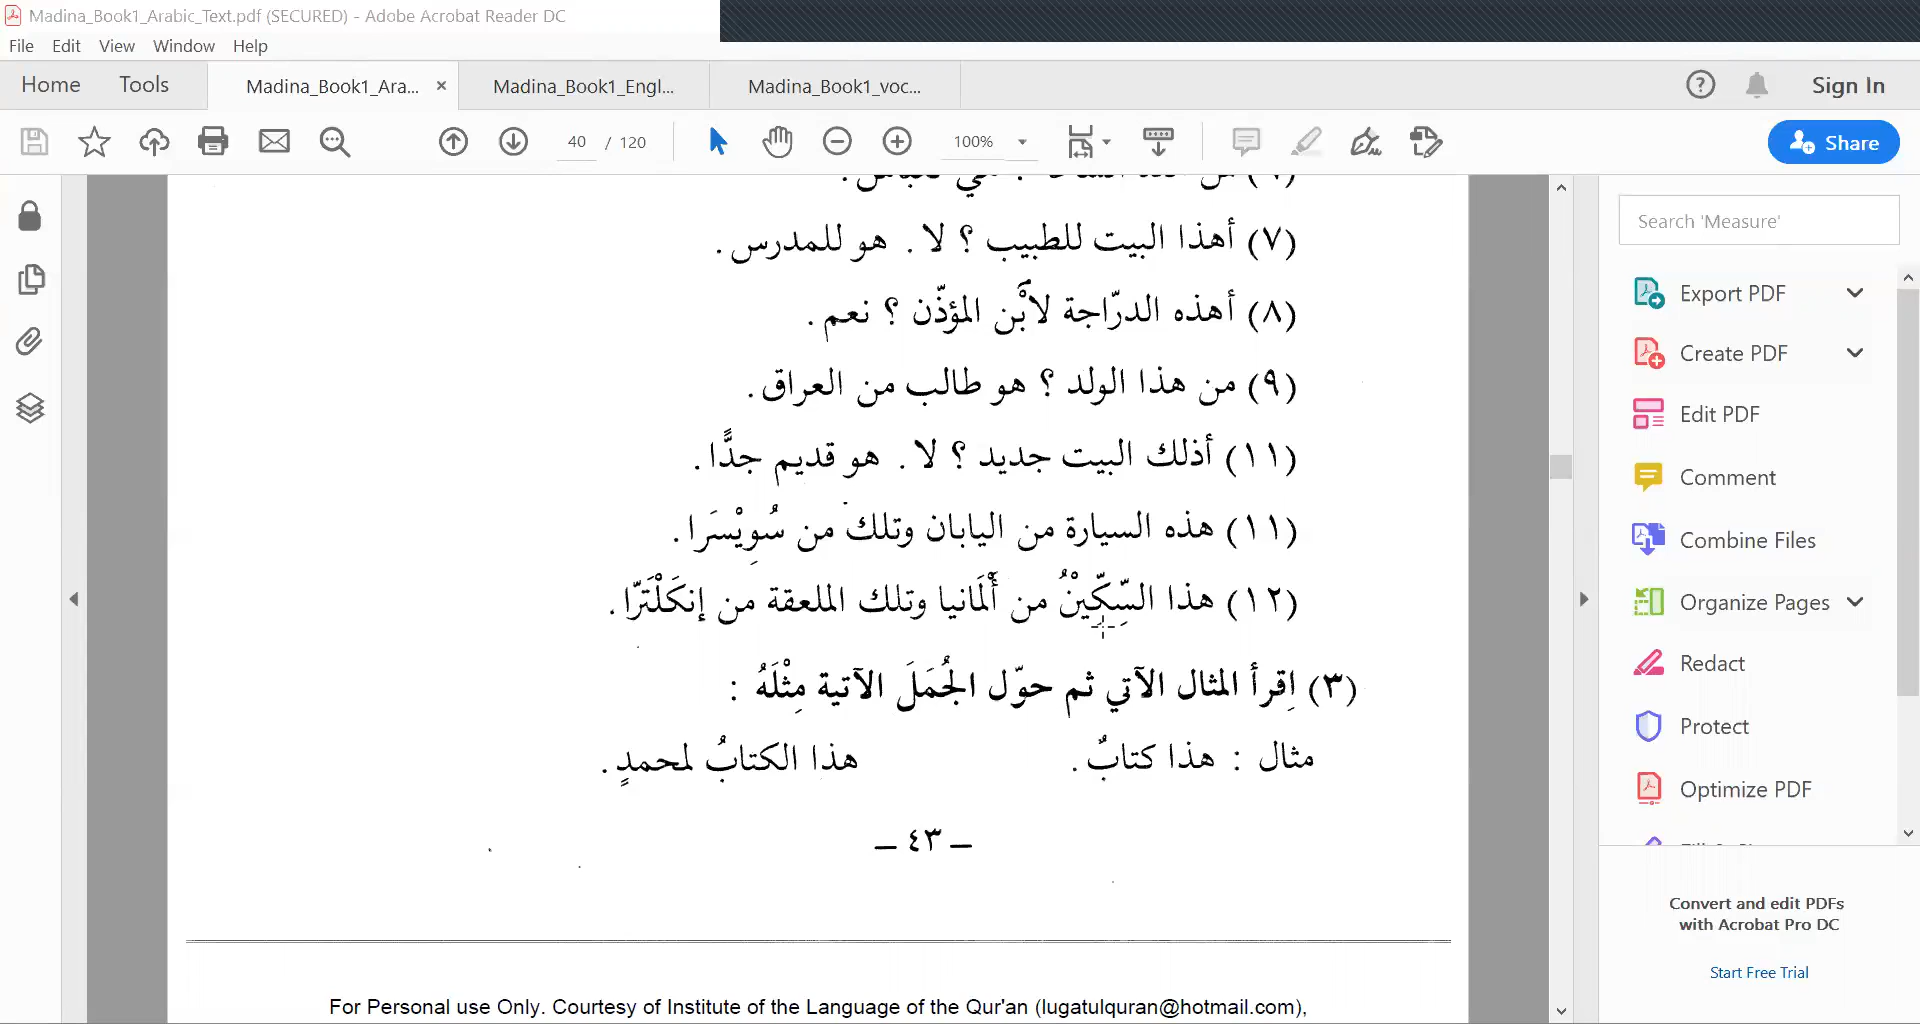 Madina_Book1_Arabic_Text.pdf (SECURED) - Adobe Acrobat Reader DC
File Edit View Window Help
Home Tools Madina_Book1_Ara... × Madina_Book1_Engl... Madina_Book1_voc... Sign In
40 / 120 100% Share
Search 'Measure'
(٧) أهذا البيت للطبيب ؟ لا . هو للمدرس .
(٨) أهذه الدرّاجة لاَبْن المؤذّن ؟ نعم .
(٩) من هذا الولد ؟ هو طالب من العراق .
(١١) أذلك البيت جديد ؟ لا . هو قديم جدًّا .
(١١) هذه السيارة من اليابان وتلك من سُوِيْسَرا .
(١٢) هذا السِّكِّيْنُ من أَلْمَانيا وتلك الملعقة من إنكَلْتَرّا .
(٣) اِقرأ المثال الآتي ثم حوّل الجُمَلَ الآتية مِثْلَهُ :
مثال : هذا كتابٌ . هذا الكتابُ لمحمدٍ .
– ٤٣ –
For Personal use Only. Courtesy of Institute of the Language of the Qur'an (lugatulquran@hotmail.com),
Export PDF
Create PDF
Edit PDF
Comment
Combine Files
Organize Pages
Redact
Protect
Optimize PDF
Convert and edit PDFs
with Acrobat Pro DC
Start Free Trial